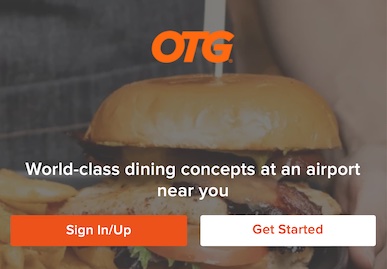 OTG
World-class dining concepts at an airport
near you
Sign In/Up
Get Started